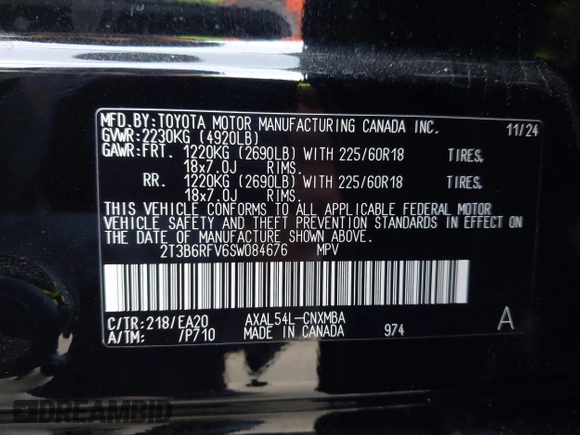 MFD.BY:TOYOTA MOTOR MANUFACTURING CANADA INC. 11/24
GVWR:2230KG (4920LB)
GAWR:FRT. 1220KG (2690LB) WITH 225/60R18 TIRES,
18x7.0J RIMS.
RR. 1220KG (2690LB) WITH 225/60R18 TIRES,
18x7.0J RIMS.
THIS VEHICLE CONFORMS TO ALL APPLICABLE FEDERAL MOTOR
VEHICLE SAFETY AND THEFT PREVENTION STANDARDS IN EFFECT ON
THE DATE OF MANUFACTURE SHOWN ABOVE.
2T3B6RFV6SW084676 MPV
C/TR:218/EA20 AXAL54L-CNXMBA A
A/TM: /P710 MADE IN CANADA 974
DREAMBID